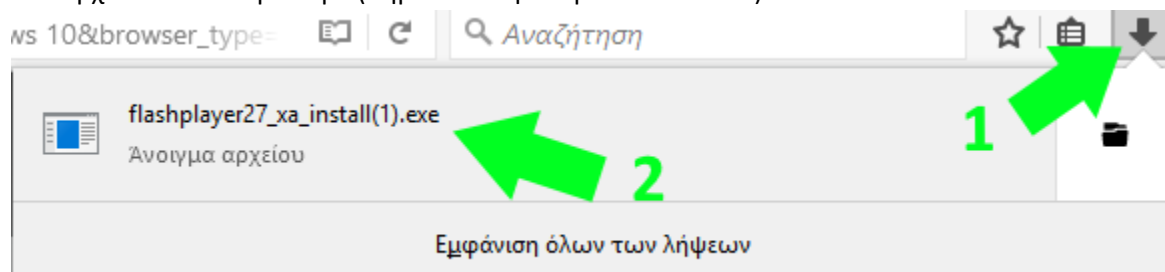 ws 10&browser_type= Αναζήτηση
1
flashplayer27_xa_install(1).exe
Άνοιγμα αρχείου
2
Εμφάνιση όλων των λήψεων